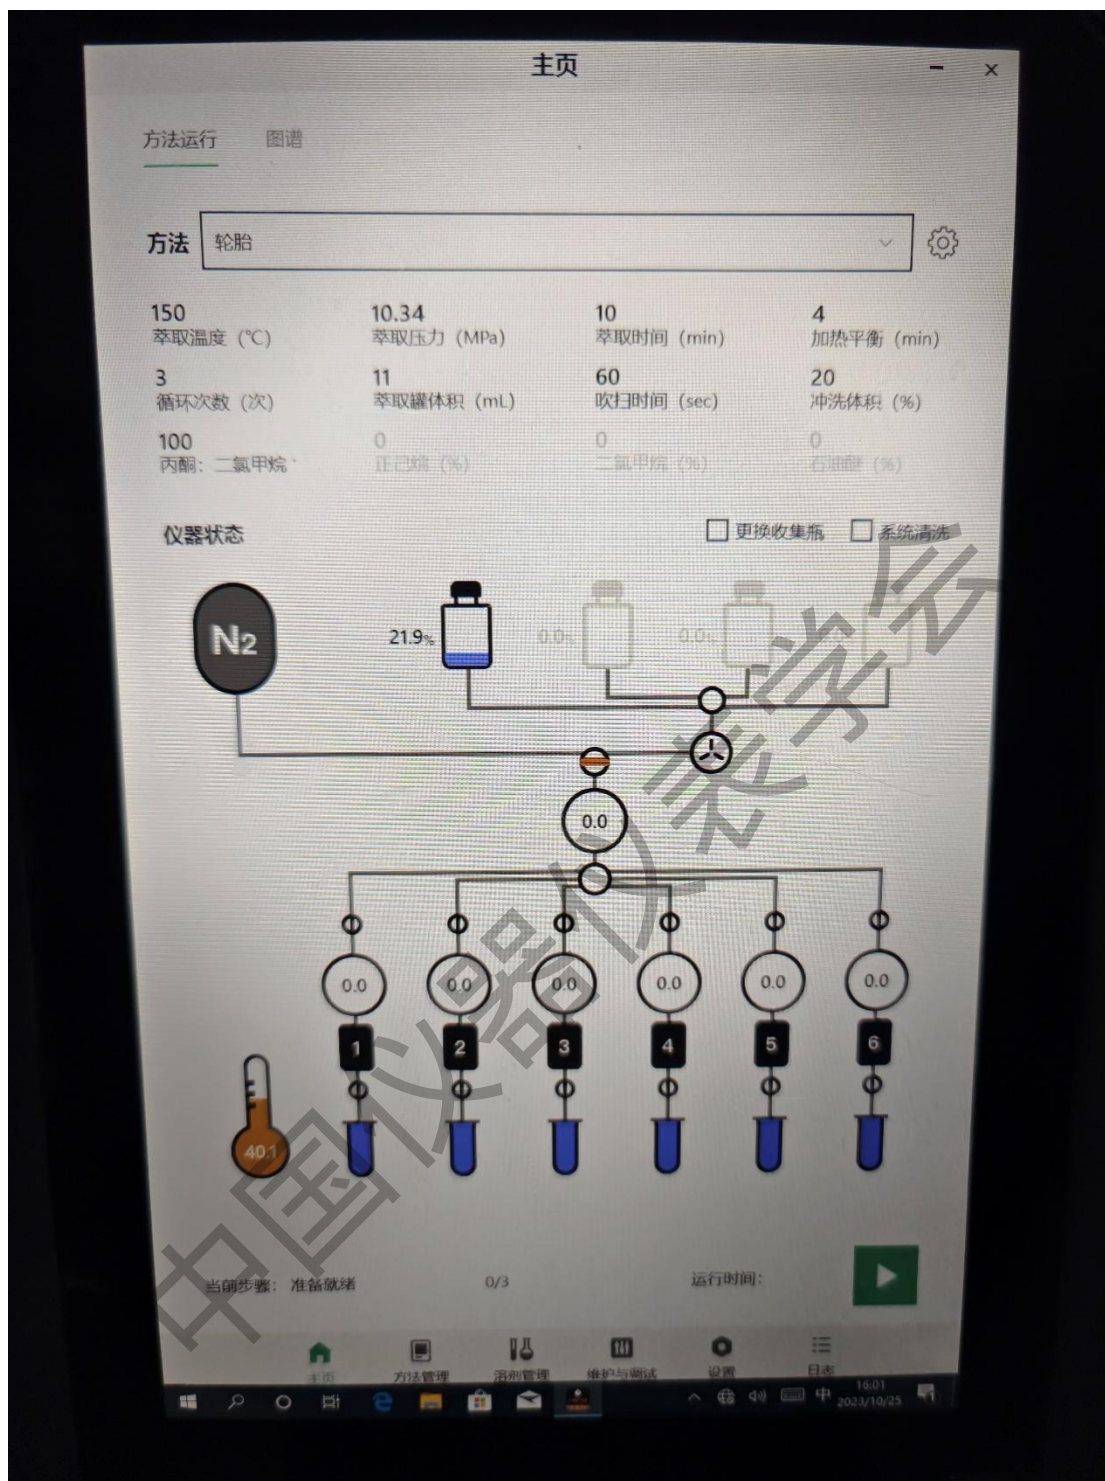 主页
方法运行 图谱
方法 轮胎
150 10.34 10 4
萃取温度（℃） 萃取压力（MPa） 萃取时间（min） 加热平衡（min）
3 11 60 20
循环次数（次） 萃取罐体积（mL） 吹扫时间（sec） 冲洗体积（%）
100 0 0 0
丙酮：二氯甲烷 正己烷（%） 二氯甲烷（%） 石油醚（%）
仪器状态 更换收集瓶 系统清洗
N2 21.9% 0.0% 0.0%
0.0
0.0 0.0 0.0 0.0 0.0 0.0
1 2 3 4 5 6
40.1
当前步骤：准备就绪 0/3 运行时间：
主页 方法管理 溶剂管理 维护与调试 设置 日志
中 16:01
2023/10/25
中国仪器仪表学会